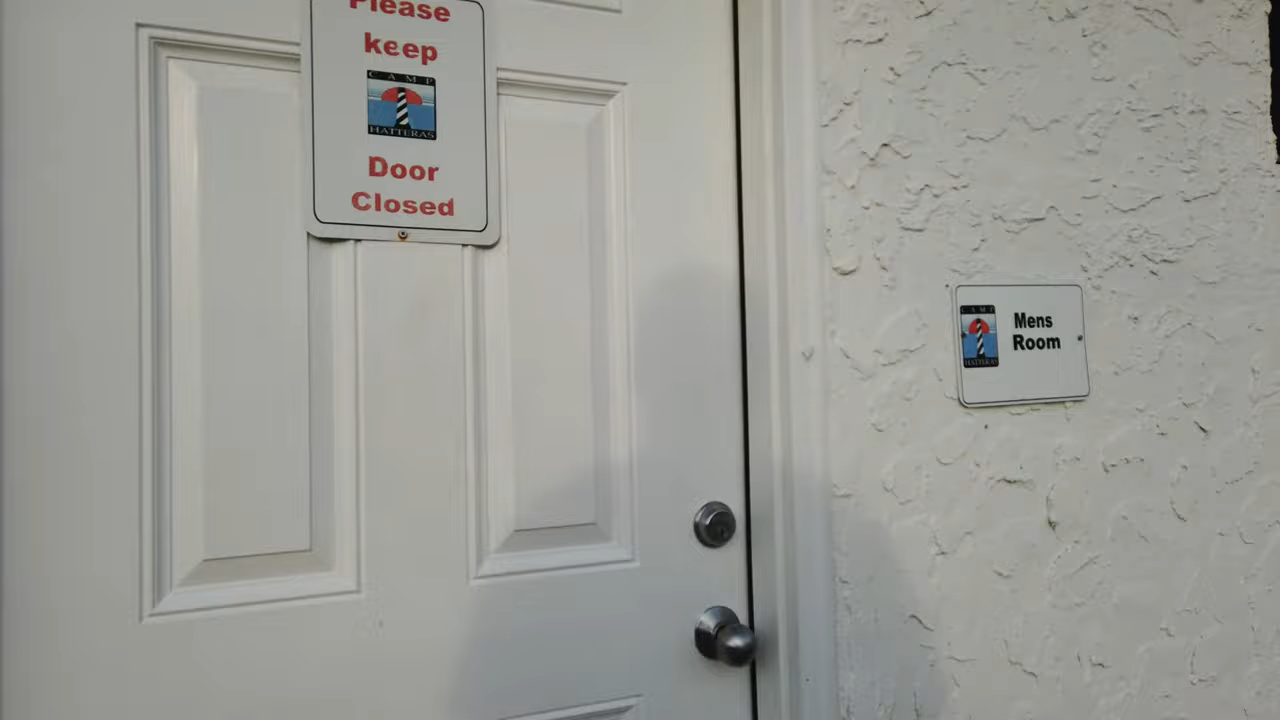 Please
keep
CAMP
HATTERAS
Door
Closed
CAMP
Mens
Room
HATTERAS